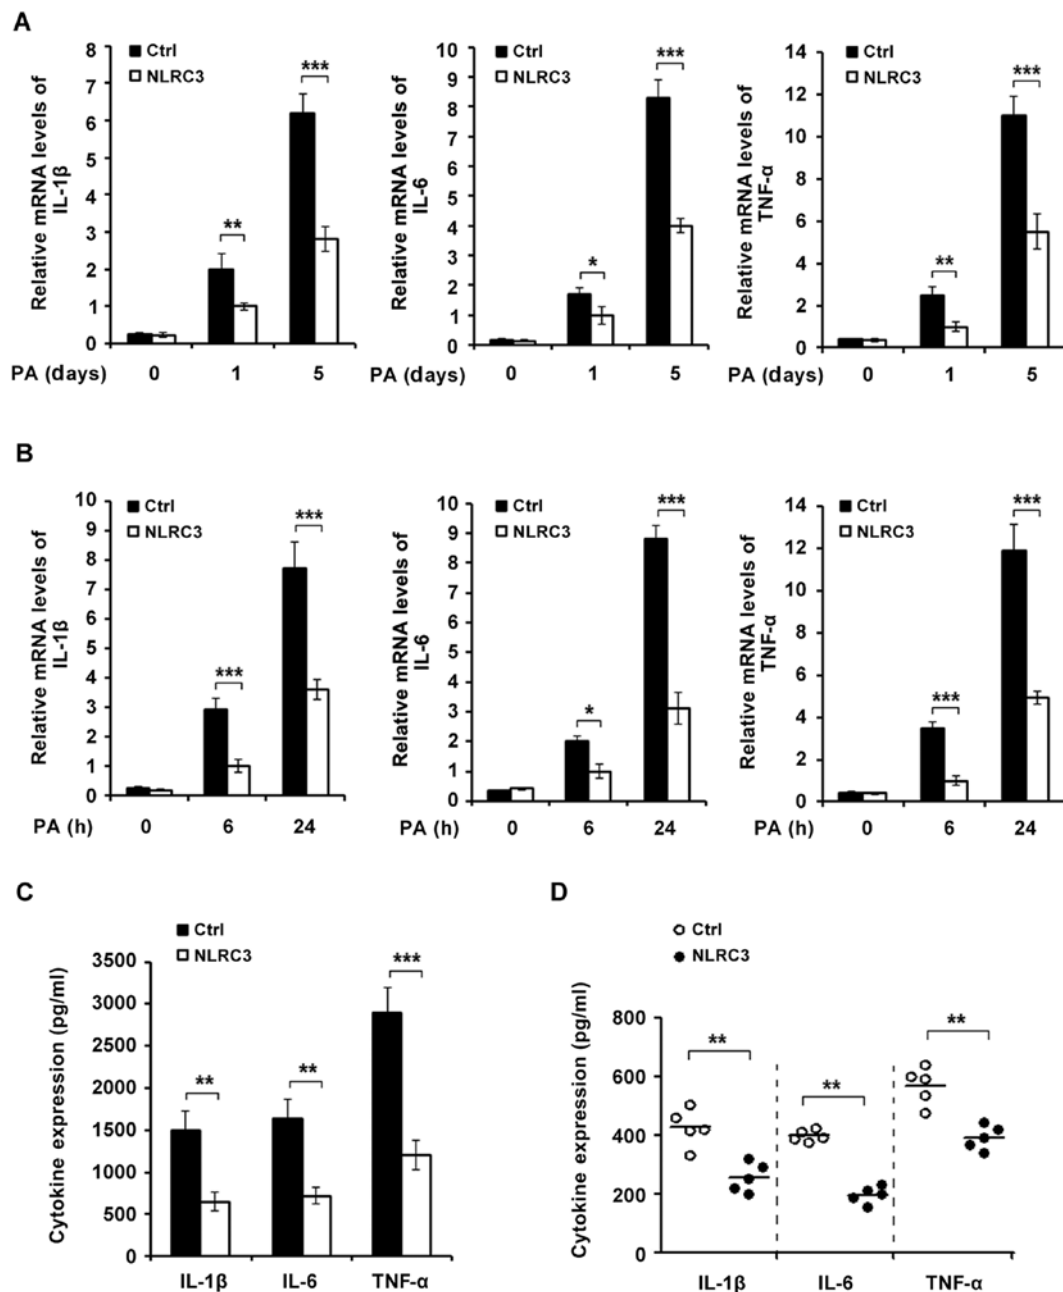 A
Relative mRNA levels of
IL-1β
8
7
6
5
4
3
2
1
0
Ctrl
NLRC3
**
***
PA (days) 0 1 5
Relative mRNA levels of
IL-6
10
9
8
7
6
5
4
3
2
1
0
Ctrl
NLRC3
*
***
PA (days) 0 1 5
Relative mRNA levels of
TNF-α
14
12
10
8
6
4
2
0
Ctrl
NLRC3
**
***
PA (days) 0 1 5
B
Relative mRNA levels of
IL-1β
10
9
8
7
6
5
4
3
2
1
0
Ctrl
NLRC3
***
***
PA (h) 0 6 24
Relative mRNA levels of
IL-6
10
9
8
7
6
5
4
3
2
1
0
Ctrl
NLRC3
*
***
PA (h) 0 6 24
Relative mRNA levels of
TNF-α
14
12
10
8
6
4
2
0
Ctrl
NLRC3
***
***
PA (h) 0 6 24
C
Cytokine expression (pg/ml)
3500
3000
2500
2000
1500
1000
500
0
Ctrl
NLRC3
**
**
***
IL-1β IL-6 TNF-α
D
Cytokine expression (pg/ml)
800
600
400
200
0
Ctrl
NLRC3
**
**
**
IL-1β IL-6 TNF-α